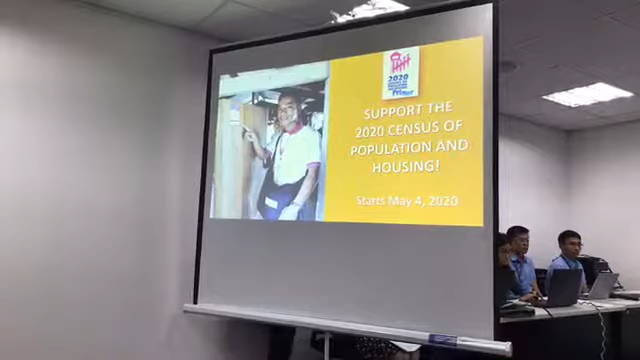 2020
SUPPORT THE
2020 CENSUS OF
POPULATION AND
HOUSING!
Starts May 4, 2020